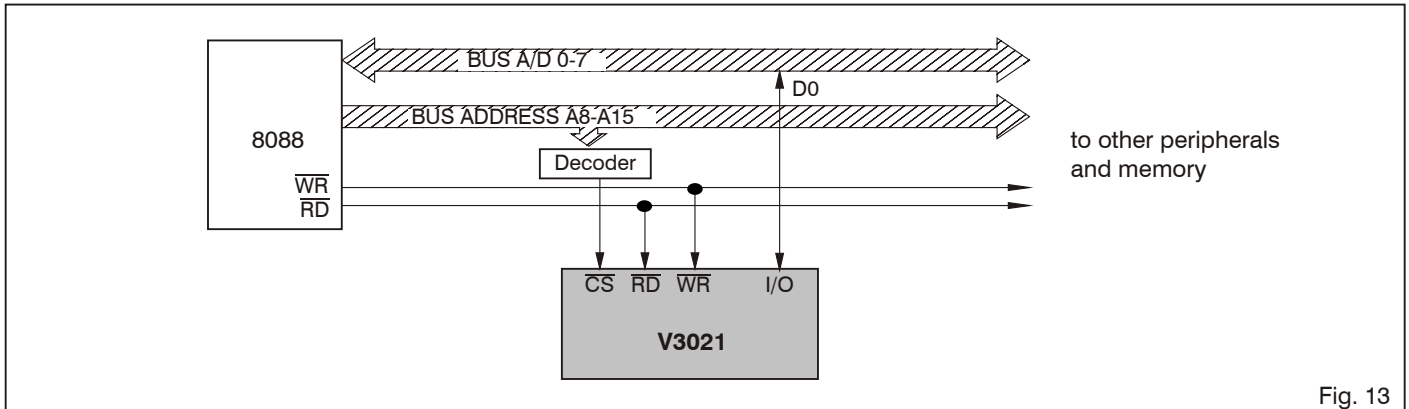 BUS A/D 0-7
D0
BUS ADDRESS A8-A15
8088
to other peripherals
and memory
Decoder
WR
RD
CS RD WR I/O
V3021
Fig. 13